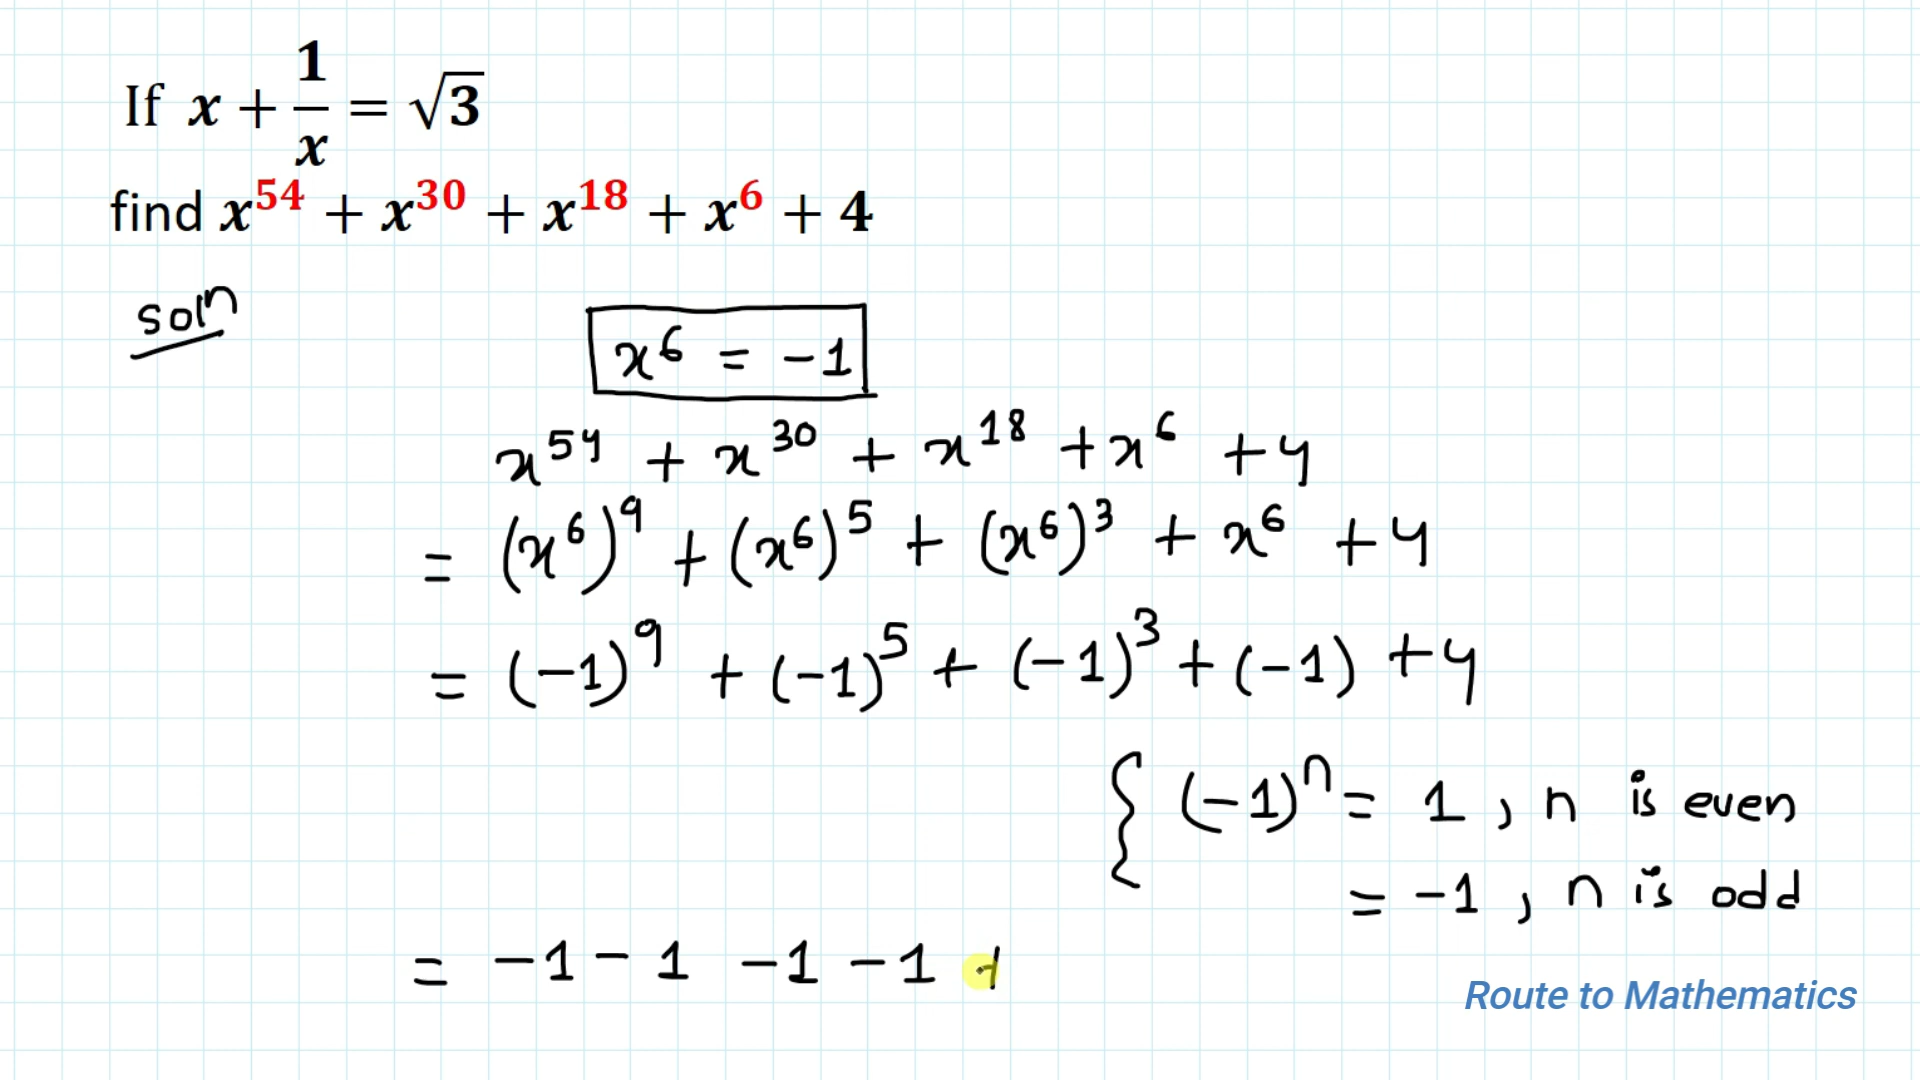 If x + 1/x = √3
find x^54 + x^30 + x^18 + x^6 + 4
soln
x^6 = -1
x^54 + x^30 + x^18 + x^6 + 4
= (x^6)^9 + (x^6)^5 + (x^6)^3 + x^6 + 4
= (-1)^9 + (-1)^5 + (-1)^3 + (-1) + 4
{ (-1)^n = 1 , n is even
= -1 , n is odd
= -1 - 1 -1 -1 +
Route to Mathematics